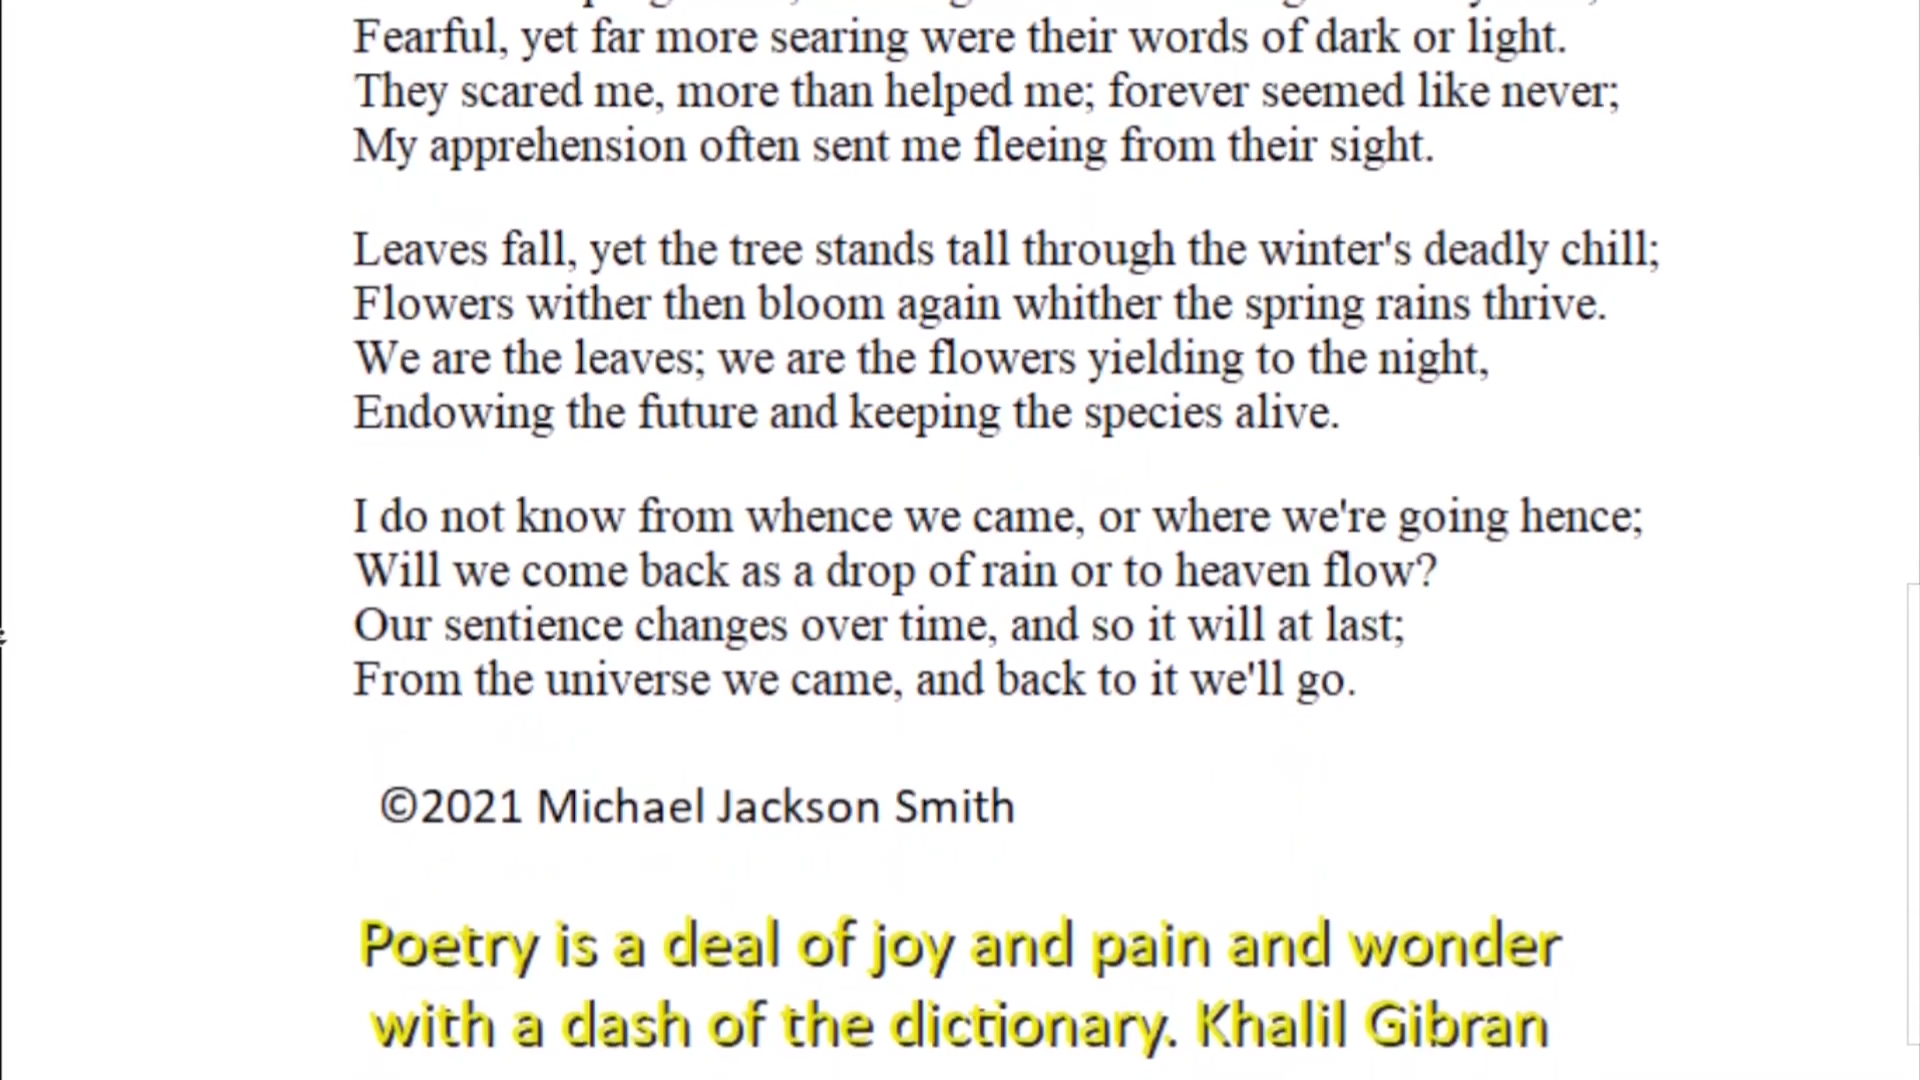 Fearful, yet far more searing were their words of dark or light.
They scared me, more than helped me; forever seemed like never;
My apprehension often sent me fleeing from their sight.
Leaves fall, yet the tree stands tall through the winter's deadly chill;
Flowers wither then bloom again whither the spring rains thrive.
We are the leaves; we are the flowers yielding to the night,
Endowing the future and keeping the species alive.
I do not know from whence we came, or where we're going hence;
Will we come back as a drop of rain or to heaven flow?
Our sentience changes over time, and so it will at last;
From the universe we came, and back to it we'll go.
©2021 Michael Jackson Smith
Poetry is a deal of joy and pain and wonder
with a dash of the dictionary. Khalil Gibran